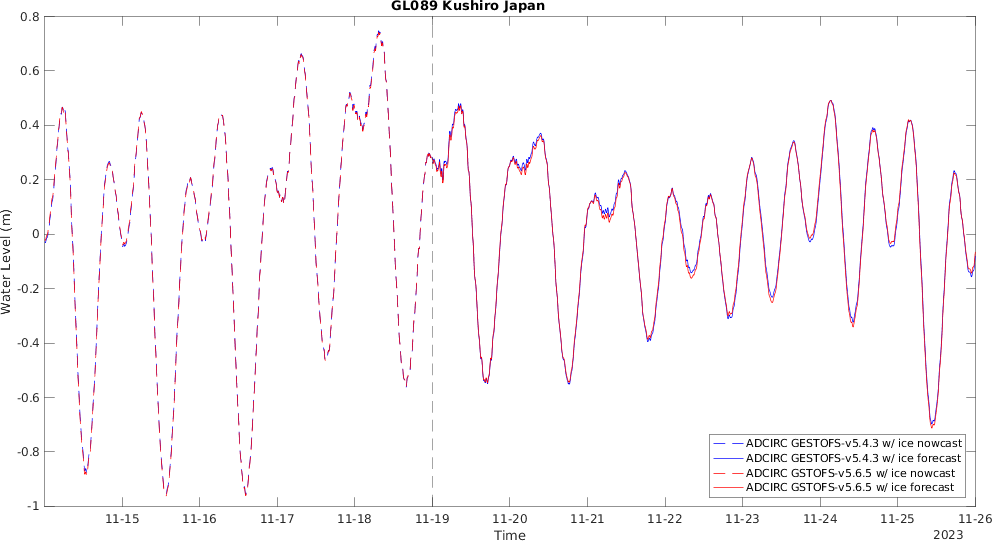 GL089 Kushiro Japan
0.8
0.6
0.4
0.2
0
-0.2
-0.4
-0.6
-0.8
-1
Water Level (m)
ADCIRC GESTOFS-v5.4.3 w/ ice nowcast
ADCIRC GESTOFS-v5.4.3 w/ ice forecast
ADCIRC GSTOFS-v5.6.5 w/ ice nowcast
ADCIRC GSTOFS-v5.6.5 w/ ice forecast
11-15 11-16 11-17 11-18 11-19 11-20 11-21 11-22 11-23 11-24 11-25 11-26
Time
2023